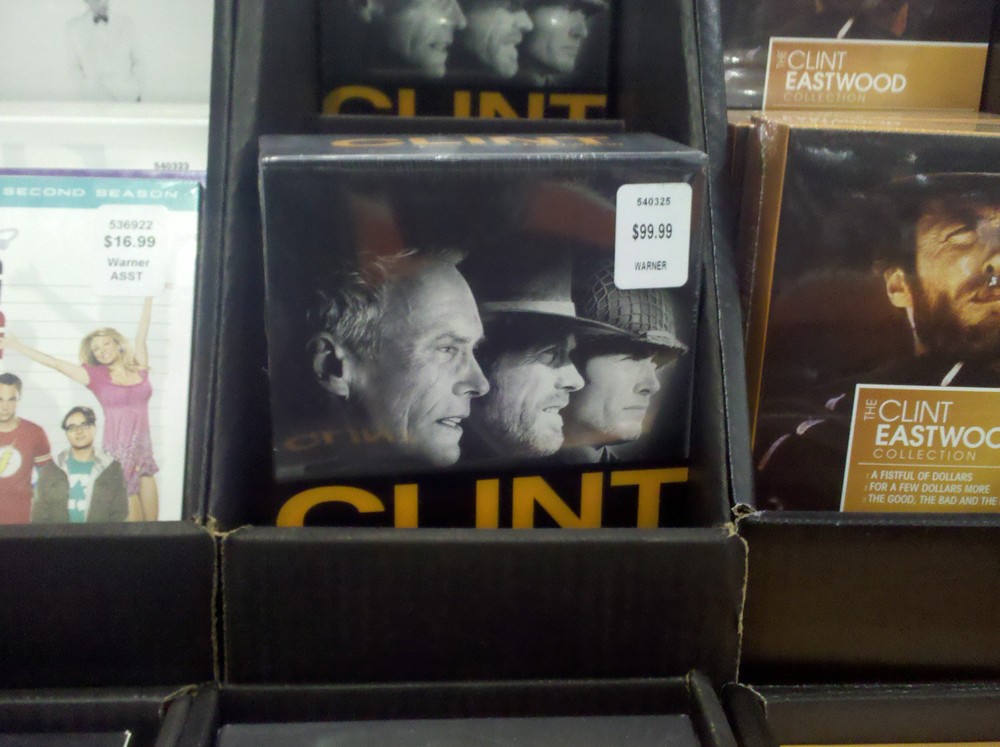 CLINT
THE CLINT
EASTWOOD
COLLECTION
540323
SECOND SEASON
536922
$16.99
Warner
ASST
CLINT
540325
$99.99
WARNER
CLINT
THE CLINT
EASTWOO
COLLECTION
A FISTFUL OF DOLLARS
FOR A FEW DOLLARS MORE
THE GOOD, THE BAD AND THE